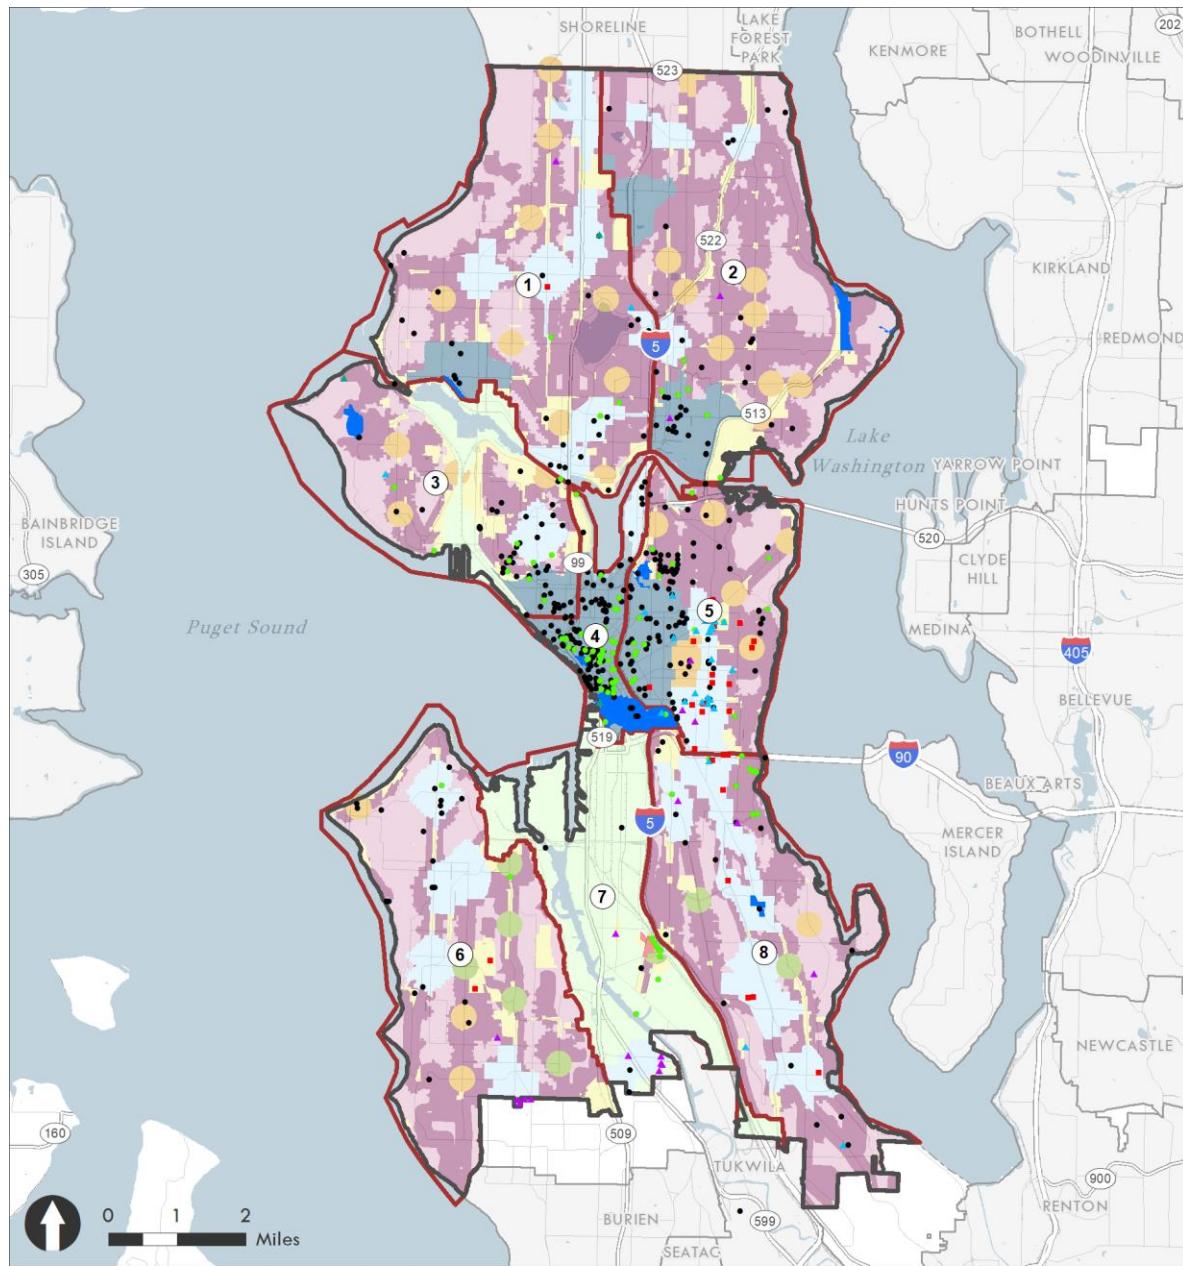 SHORELINE
LAKE
FOREST
PARK
BOTHELL
202
KENMORE
WOODINVILLE
523
522
2
KIRKLAND
1
REDMOND
5
513
Lake
Washington
YARROW POINT
3
HUNTS POINT
BAINBRIDGE
ISLAND
520
99
CLYDE
HILL
305
5
Puget Sound
4
MEDINA
405
BELLEVUE
519
90
BEAUX ARTS
5
MERCER
ISLAND
7
6
8
NEWCASTLE
160
509
TUKWILA
900
RENTON
0 1 2
Miles
BURIEN
599
SEATAC